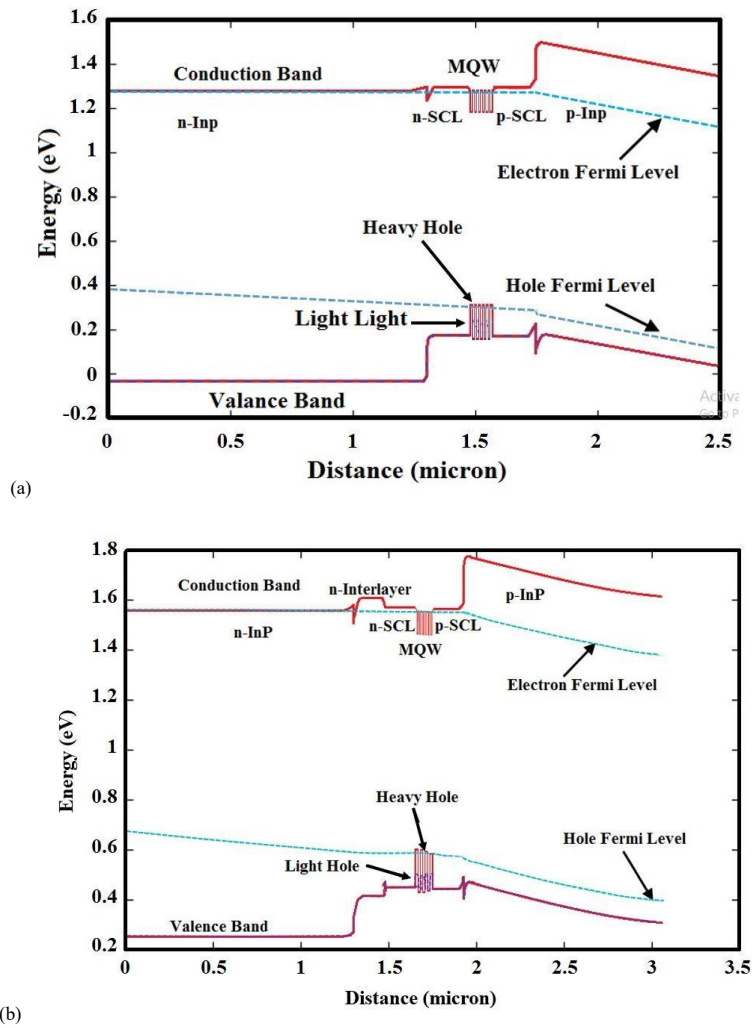 1.6
1.4
1.2
1
0.8
0.6
0.4
0.2
0
-0.2
Energy (eV)
Conduction Band
MQW
n-Inp
n-SCL
p-SCL
p-Inp
Electron Fermi Level
Heavy Hole
Light Light
Hole Fermi Level
Valance Band
Activa
Go to P
0
0.5
1
1.5
2
2.5
Distance (micron)
(a)
1.8
1.6
1.4
1.2
1
0.8
0.6
0.4
0.2
Energy (eV)
Conduction Band
n-Interlayer
p-InP
n-InP
n-SCL
p-SCL
MQW
Electron Fermi Level
Heavy Hole
Light Hole
Hole Fermi Level
Valence Band
0
0.5
1
1.5
2
2.5
3
3.5
Distance (micron)
(b)